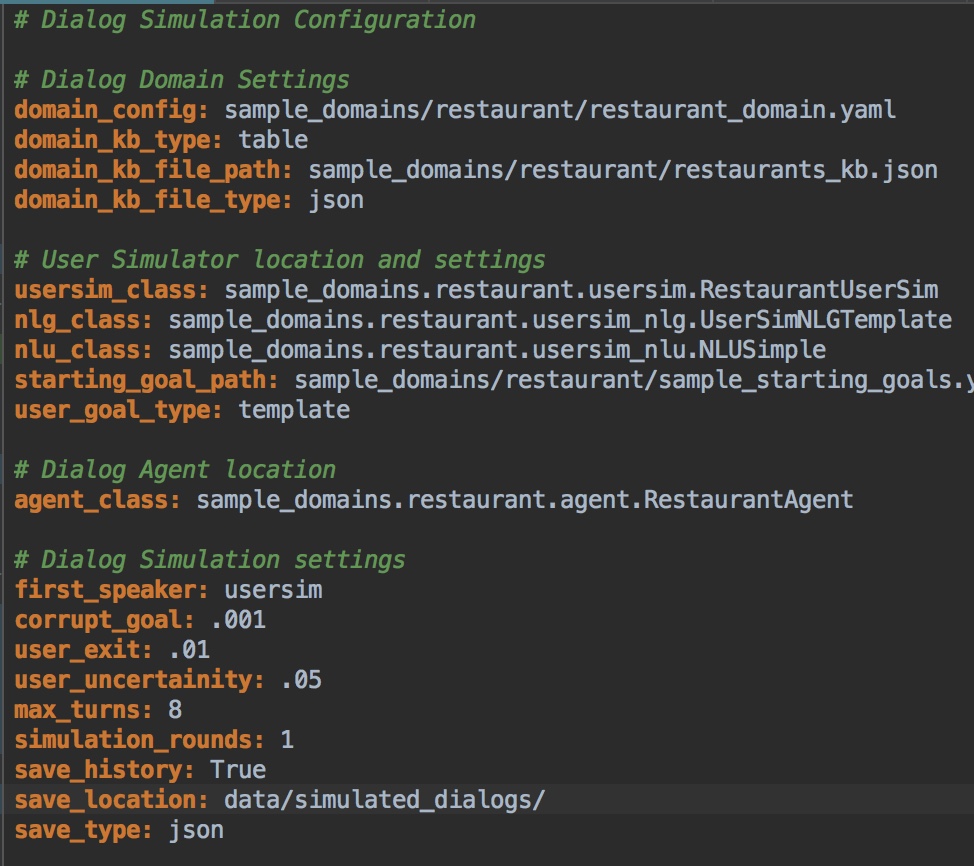 # Dialog Simulation Configuration
# Dialog Domain Settings
domain_config: sample_domains/restaurant/restaurant_domain.yaml
domain_kb_type: table
domain_kb_file_path: sample_domains/restaurant/restaurants_kb.json
domain_kb_file_type: json
# User Simulator location and settings
usersim_class: sample_domains.restaurant.usersim.RestaurantUserSim
nlg_class: sample_domains.restaurant.usersim_nlg.UserSimNLGTemplate
nlu_class: sample_domains.restaurant.usersim_nlu.NLUSimple
starting_goal_path: sample_domains/restaurant/sample_starting_goals.y
user_goal_type: template
# Dialog Agent location
agent_class: sample_domains.restaurant.agent.RestaurantAgent
# Dialog Simulation settings
first_speaker: usersim
corrupt_goal: .001
user_exit: .01
user_uncertainity: .05
max_turns: 8
simulation_rounds: 1
save_history: True
save_location: data/simulated_dialogs/
save_type: json